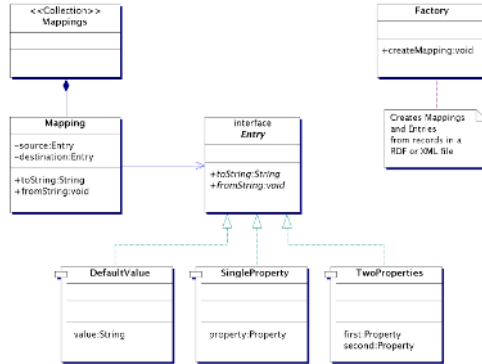 <<Collection>>
Mappings
Factory
+createMapping:void
Mapping
-source:Entry
-destination:Entry
+toString:String
+fromString:void
interface
Entry
+toString:String
+fromString:void
Creates Mappings
and Entries
from records in a
RDF or XML file
DefaultValue
value:String
SingleProperty
property:Property
TwoProperties
first:Property
second:Property